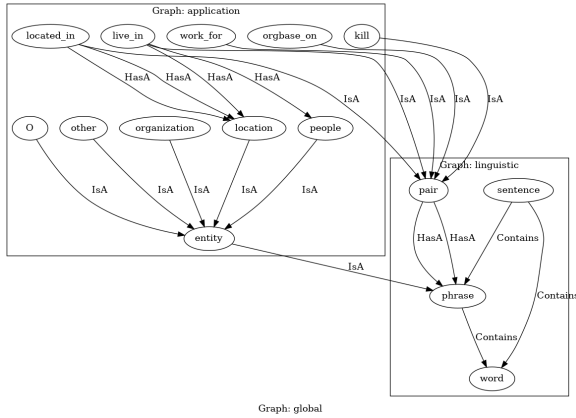 Graph: application
located_in live_in work_for orgbase_on kill
HasA HasA HasA HasA
IsA IsA IsA IsA IsA
O other organization location people
Graph: linguistic
pair sentence
IsA IsA IsA IsA IsA
entity
HasA HasA Contains
IsA
phrase
Contains
Contains
word
Graph: global